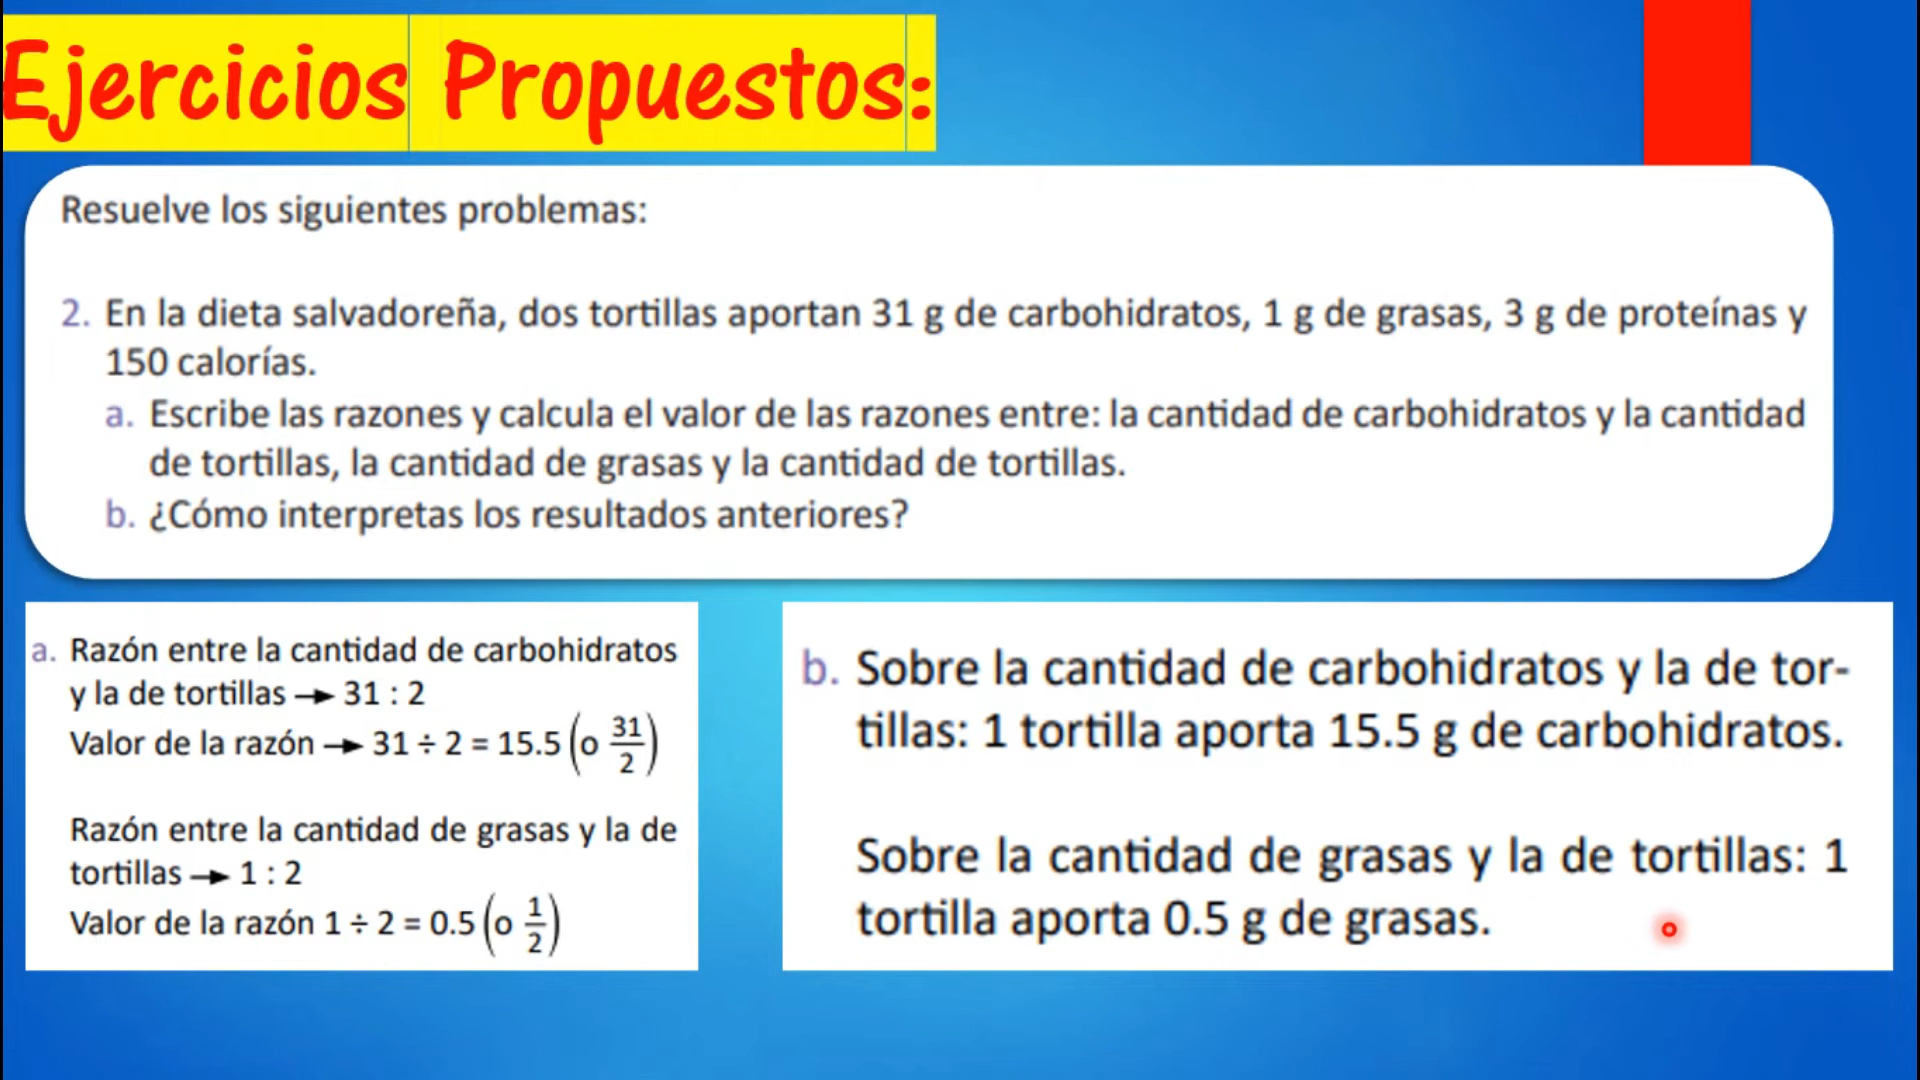 Ejercicios Propuestos:
Resuelve los siguientes problemas:
2. En la dieta salvadoreña, dos tortillas aportan 31 g de carbohidratos, 1 g de grasas, 3 g de proteínas y
150 calorías.
a. Escribe las razones y calcula el valor de las razones entre: la cantidad de carbohidratos y la cantidad
de tortillas, la cantidad de grasas y la cantidad de tortillas.
b. ¿Cómo interpretas los resultados anteriores?
a. Razón entre la cantidad de carbohidratos
y la de tortillas → 31 : 2
Valor de la razón → 31 ÷ 2 = 15.5 (o 31/2)
Razón entre la cantidad de grasas y la de
tortillas → 1 : 2
Valor de la razón 1 ÷ 2 = 0.5 (o 1/2)
b. Sobre la cantidad de carbohidratos y la de tor-
tillas: 1 tortilla aporta 15.5 g de carbohidratos.
Sobre la cantidad de grasas y la de tortillas: 1
tortilla aporta 0.5 g de grasas.